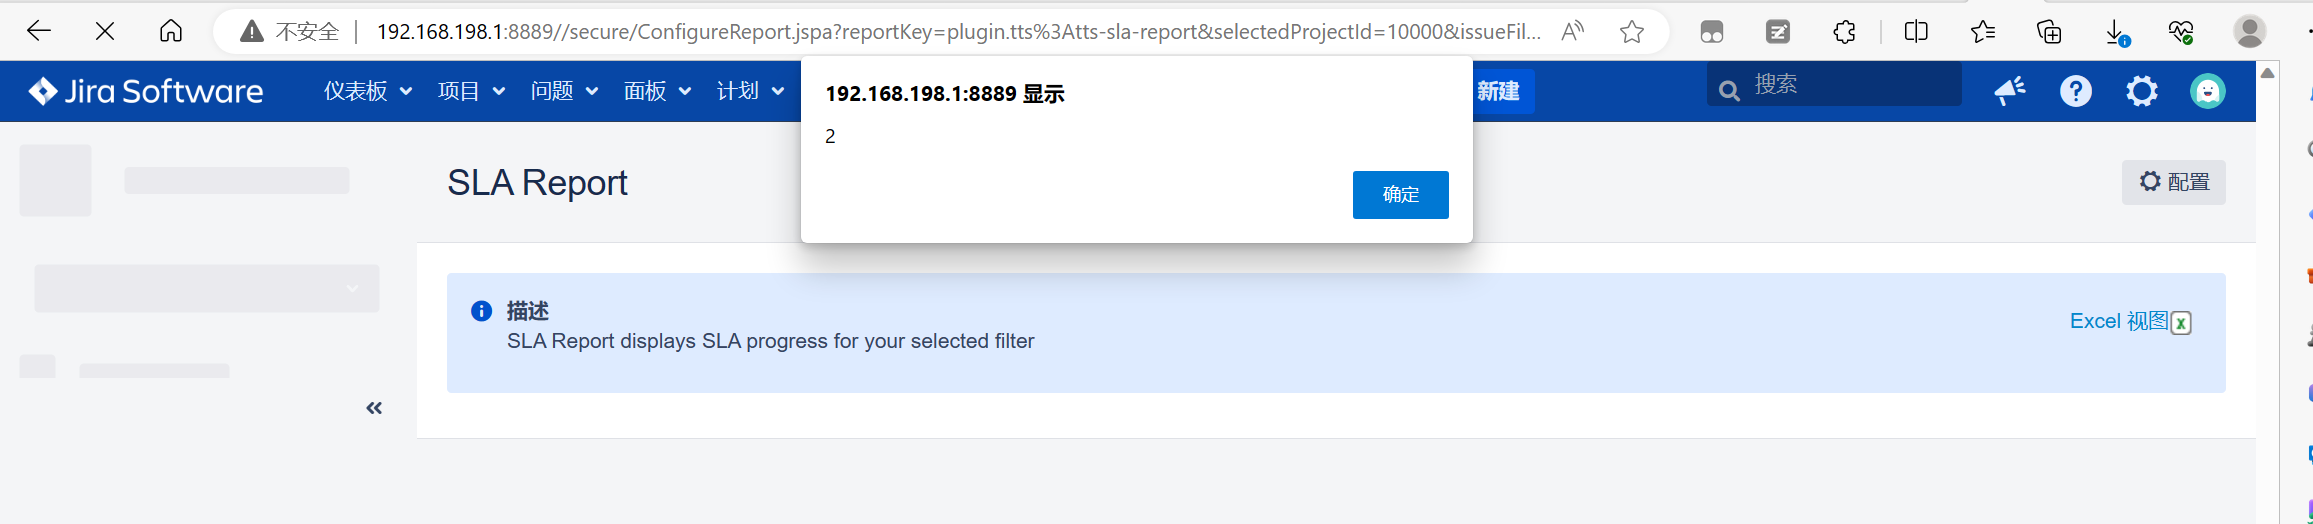 不安全 192.168.198.1:8889//secure/ConfigureReport.jspa?reportKey=plugin.tts%3Atts-sla-report&selectedProjectId=10000&issueFil...
Jira Software 仪表板 项目 问题 面板 计划 新建 搜索
192.168.198.1:8889 显示
2
确定
SLA Report
配置
描述
SLA Report displays SLA progress for your selected filter
Excel 视图